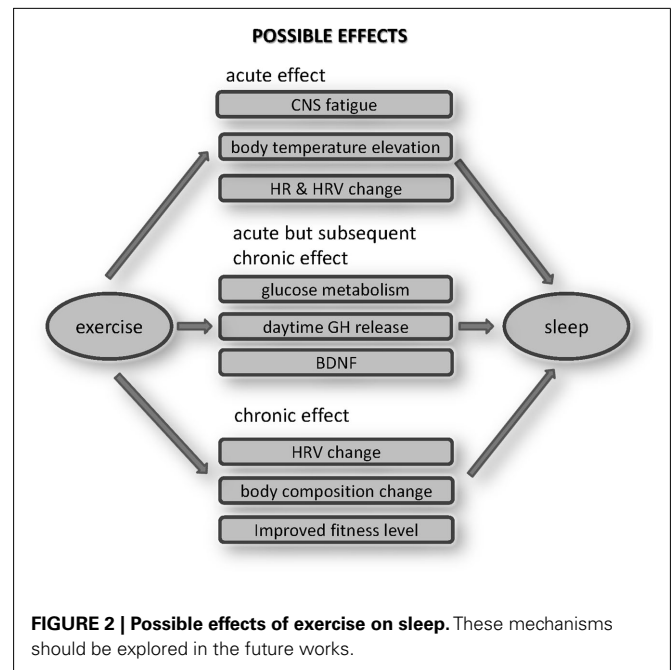 POSSIBLE EFFECTS
acute effect
CNS fatigue
body temperature elevation
HR & HRV change
acute but subsequent
chronic effect
glucose metabolism
exercise
daytime GH release
sleep
BDNF
chronic effect
HRV change
body composition change
Improved fitness level
FIGURE 2 | Possible effects of exercise on sleep. These mechanisms
should be explored in the future works.